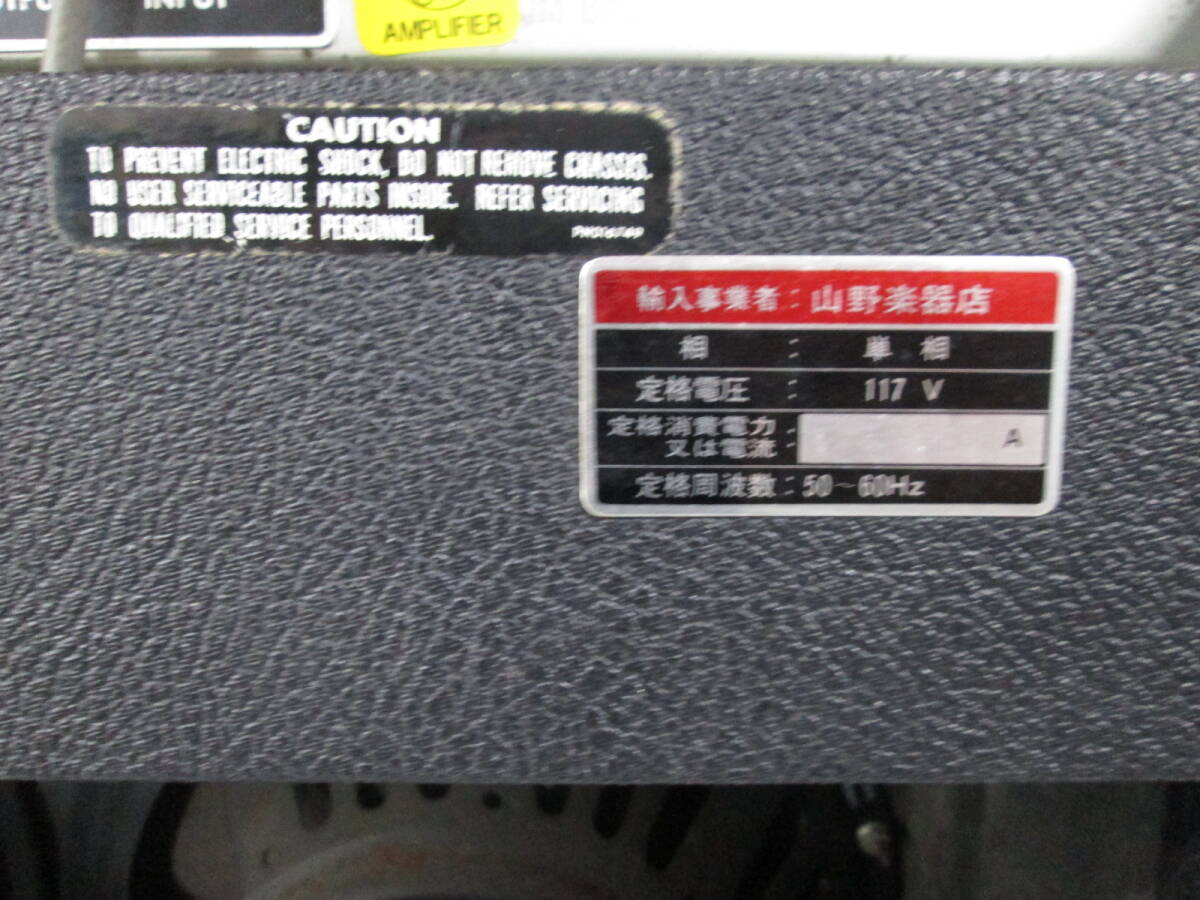 INPUT
AMPLIFIER
CAUTION
TO PREVENT ELECTRIC SHOCK, DO NOT REMOVE CHASSIS.
NO USER SERVICEABLE PARTS INSIDE. REFER SERVICING
TO QUALIFIED SERVICE PERSONNEL.
輸入事業者：山野楽器店
相 ： 単 相
定格電圧 ： 117 V
定格消費電力
又は電流 ： A
定格周波数：50～60Hz